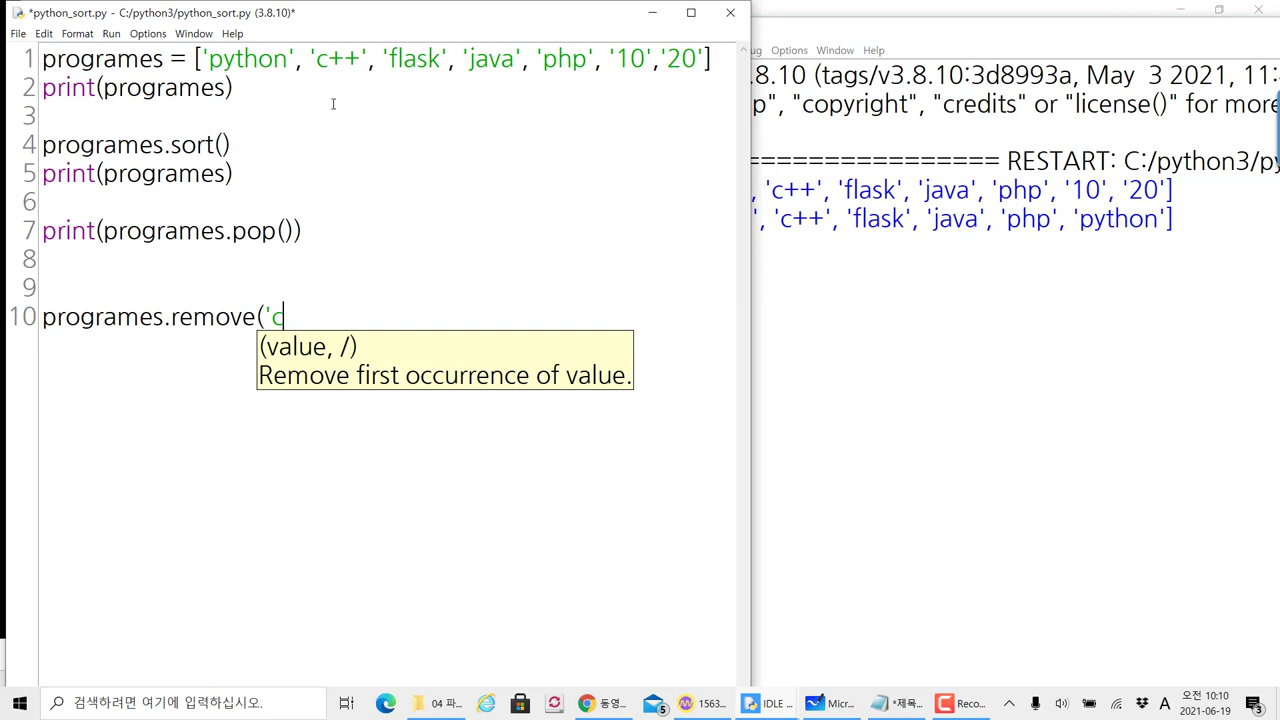 *python_sort.py - C:/python3/python_sort.py (3.8.10)*
File Edit Format Run Options Window Help
1 programes = ['python', 'c++', 'flask', 'java', 'php', '10','20']
2 print(programes)
3
4 programes.sort()
5 print(programes)
6
7 print(programes.pop())
8
9
10 programes.remove('c
(value, /)
Remove first occurrence of value.
ug Options Window Help
.8.10 (tags/v3.8.10:3d8993a, May 3 2021, 11:
p", "copyright", "credits" or "license()" for more
================ RESTART: C:/python3/py
, 'c++', 'flask', 'java', 'php', '10', '20']
', 'c++', 'flask', 'java', 'php', 'python']
검색하려면 여기에 입력하십시오.
04 파...
동영...
5
1563...
IDLE ...
Micr...
*제목...
Reco...
A
오전 10:10
2021-06-19
3